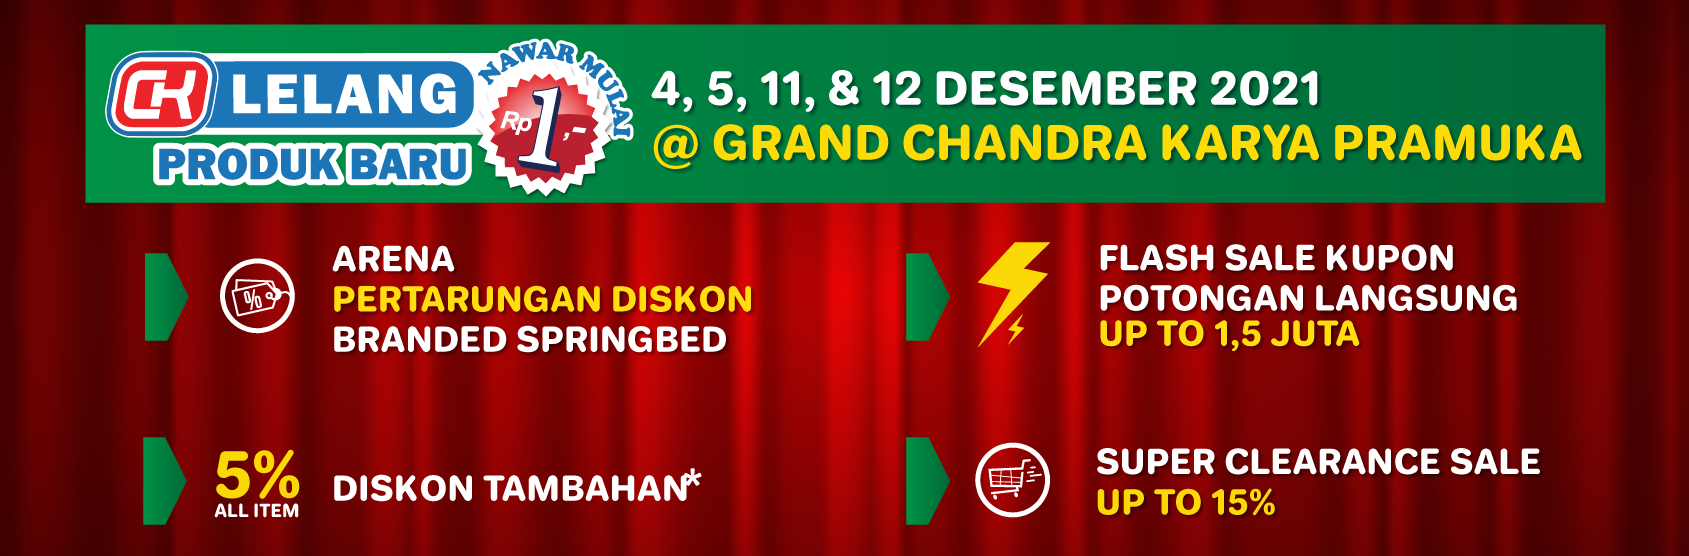 CK LELANG
PRODUK BARU
NAWAR MULAI
Rp 1,-
4, 5, 11, & 12 DESEMBER 2021
@ GRAND CHANDRA KARYA PRAMUKA
%
ARENA
PERTARUNGAN DISKON
BRANDED SPRINGBED
FLASH SALE KUPON
POTONGAN LANGSUNG
UP TO 1,5 JUTA
5%
ALL ITEM
DISKON TAMBAHAN*
SUPER CLEARANCE SALE
UP TO 15%